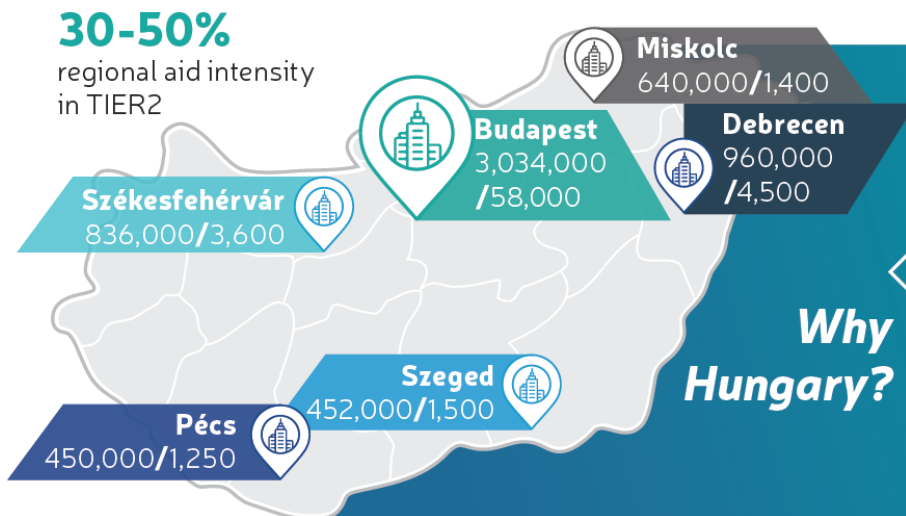 30-50%
regional aid intensity
in TIER2
Miskolc
640,000/1,400
Budapest
3,034,000
/58,000
Debrecen
960,000
/4,500
Székesfehérvár
836,000/3,600
Why
Hungary?
Szeged
452,000/1,500
Pécs
450,000/1,250